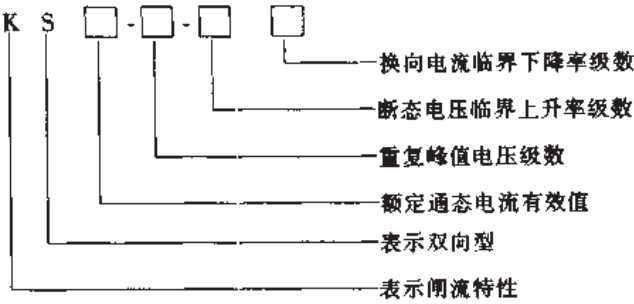 K S □-□-□ □
换向电流临界下降率级数
断态电压临界上升率级数
重复峰值电压级数
额定通态电流有效值
表示双向型
表示闸流特性